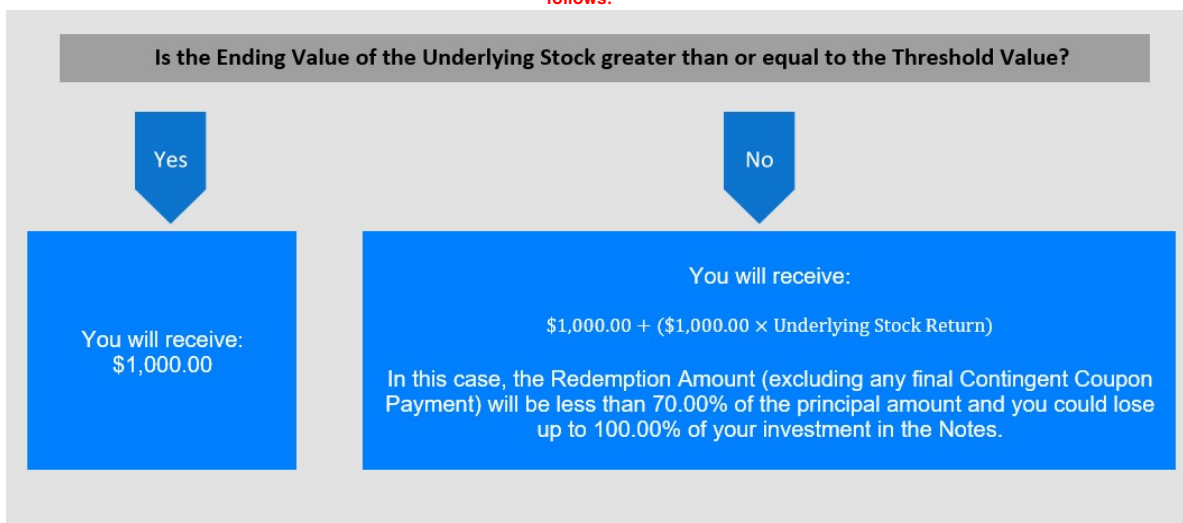 follows:
Is the Ending Value of the Underlying Stock greater than or equal to the Threshold Value?
Yes
No
You will receive:
$1,000.00
You will receive:
$1,000.00 + ($1,000.00 × Underlying Stock Return)
In this case, the Redemption Amount (excluding any final Contingent Coupon
Payment) will be less than 70.00% of the principal amount and you could lose
up to 100.00% of your investment in the Notes.